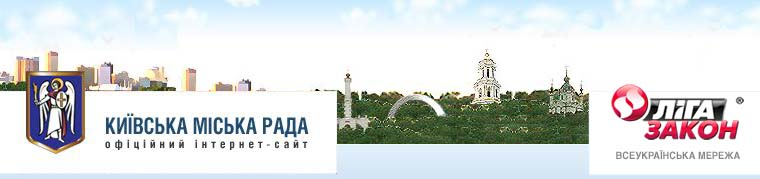 КИЇВСЬКА МІСЬКА РАДА
офіційний інтернет-сайт
ЛІГА ®
ЗАКОН
ВСЕУКРАЇНСЬКА МЕРЕЖА